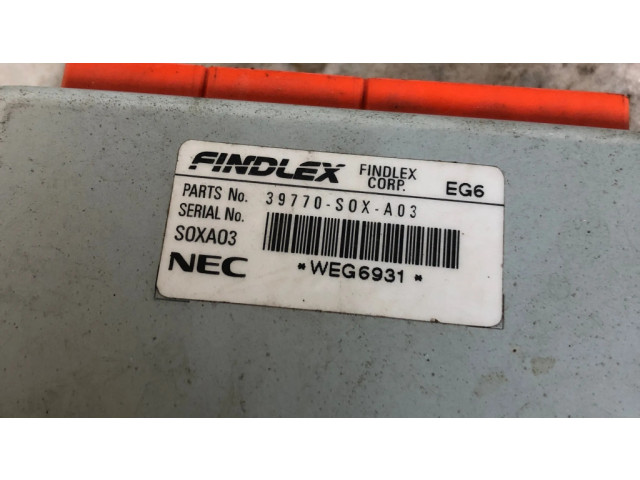 FINDLEX FINDLEX CORP. EG6
PARTS No. 39770-S0X-A03
SERIAL No.
S0XA03
NEC *WEG6931*